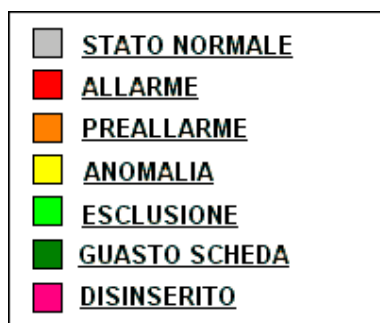 STATO NORMALE
ALLARME
PREALLARME
ANOMALIA
ESCLUSIONE
GUASTO SCHEDA
DISINSERITO